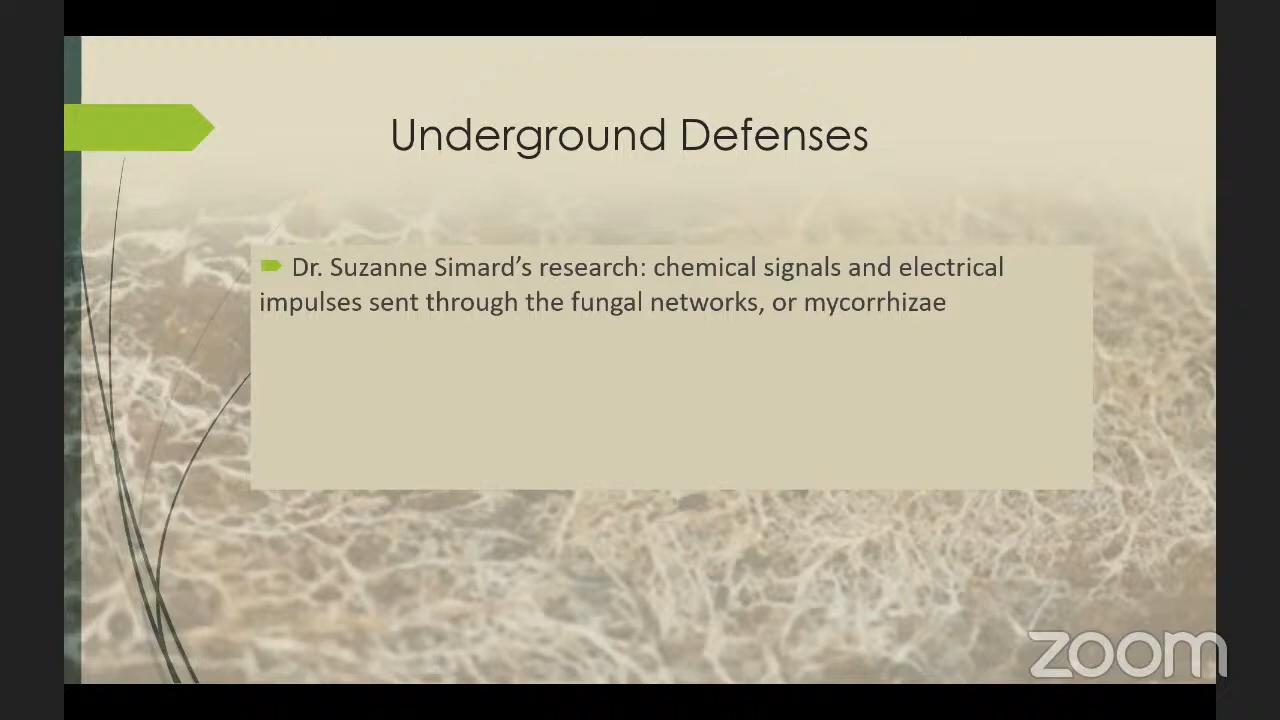 Underground Defenses
Dr. Suzanne Simard’s research: chemical signals and electrical
impulses sent through the fungal networks, or mycorrhizae
zoom